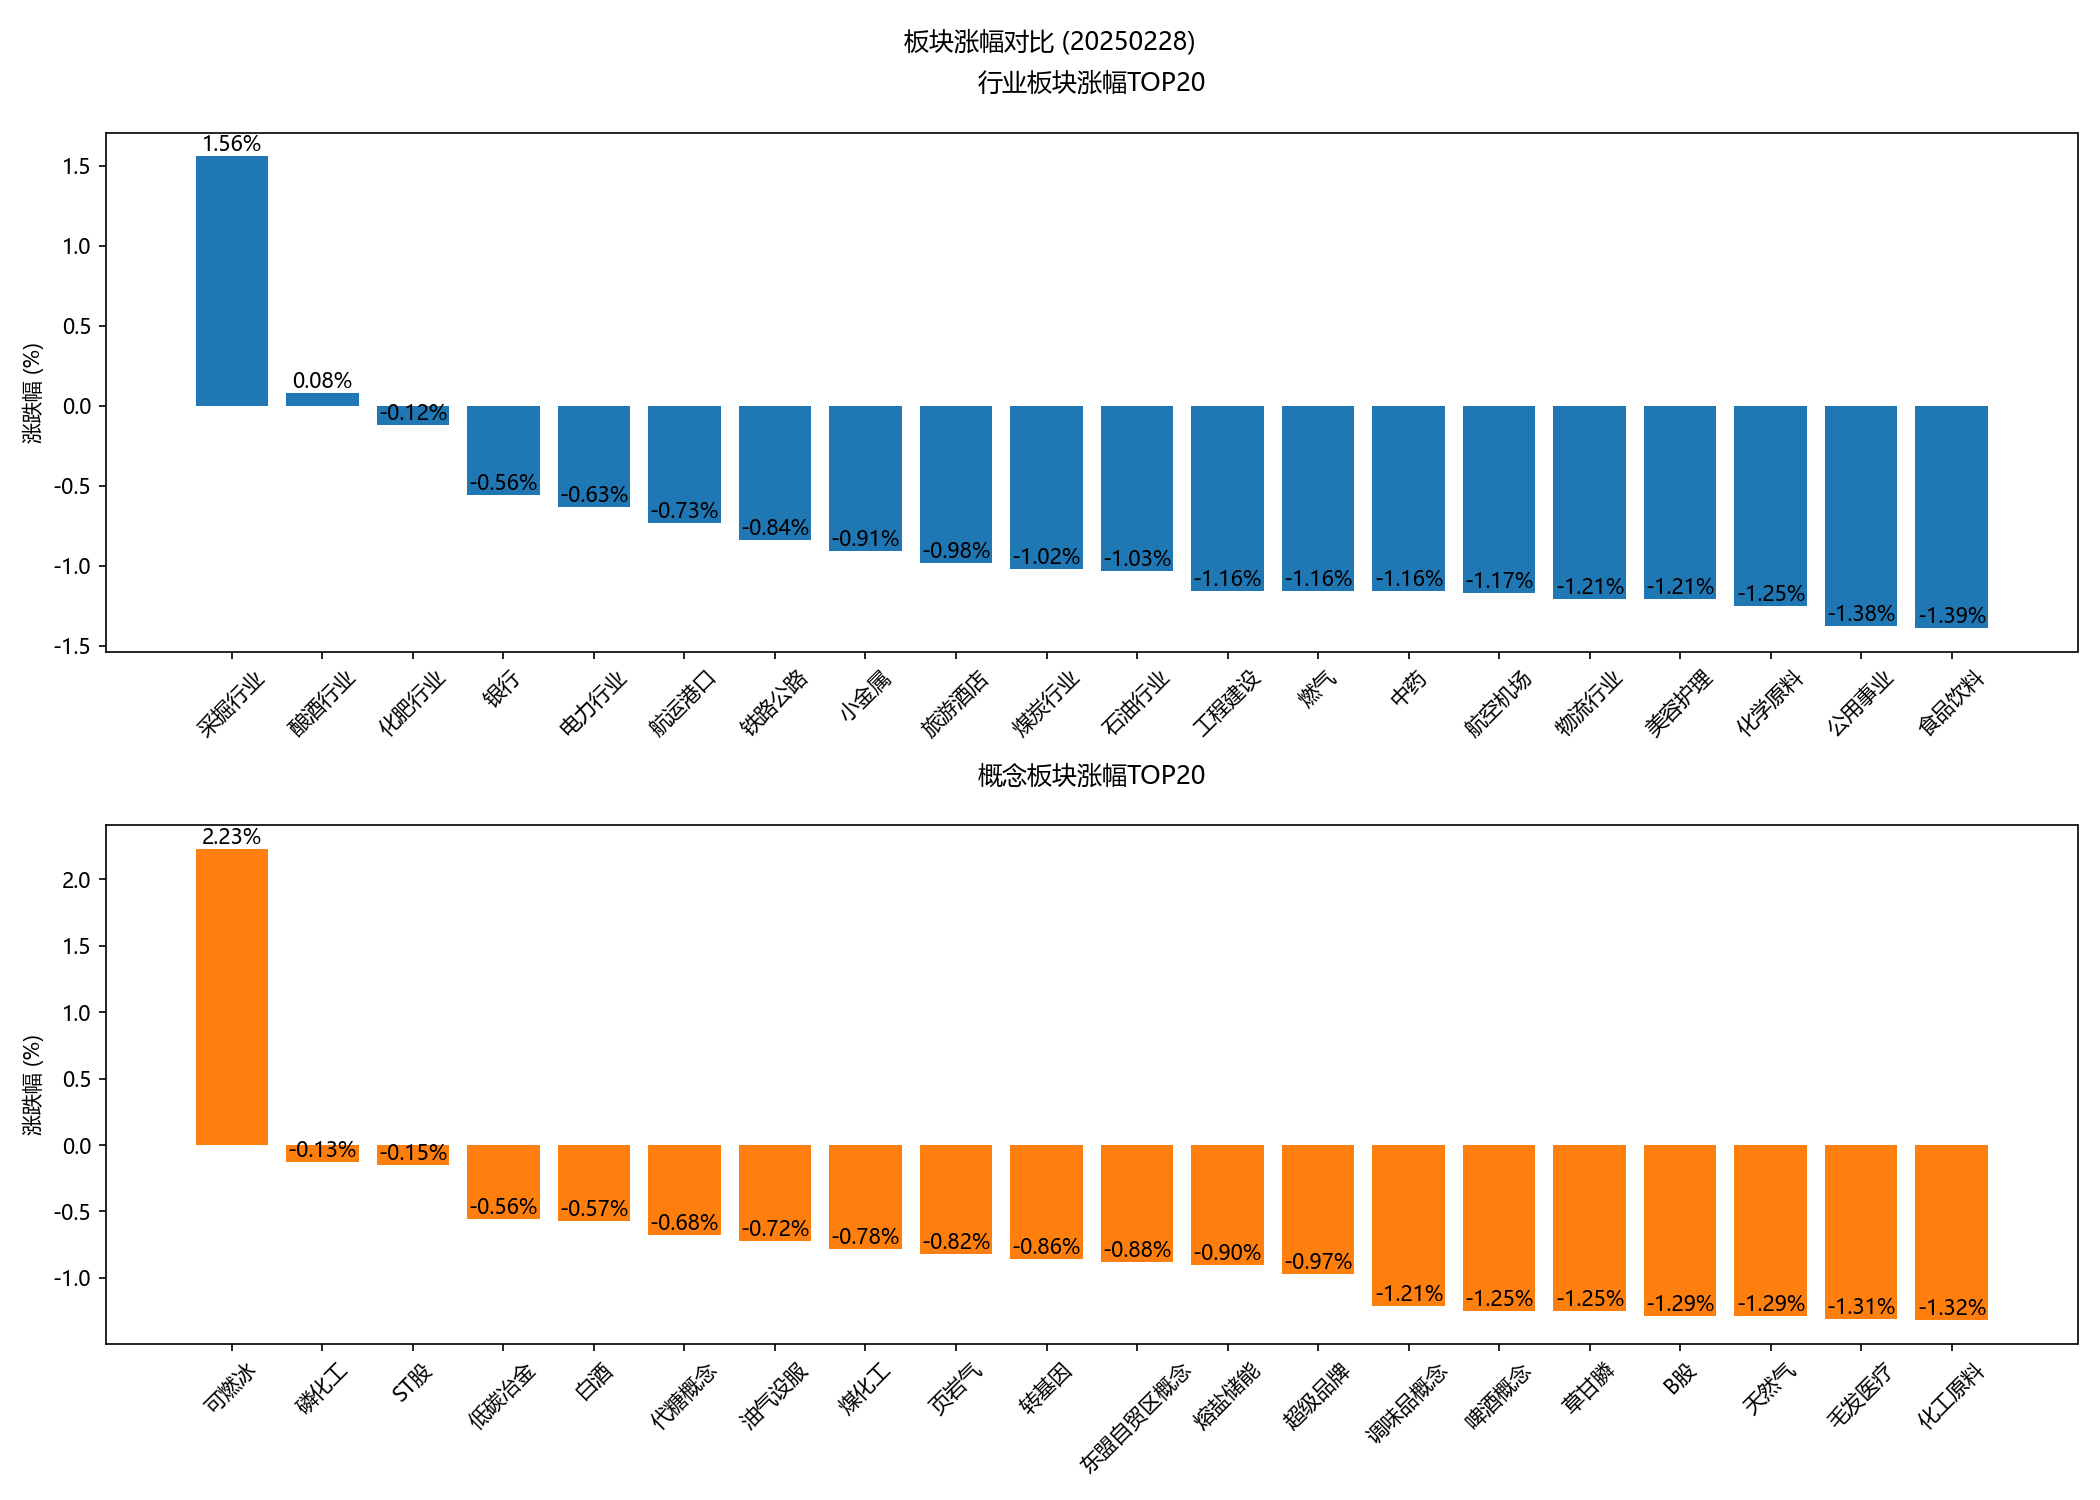 板块涨幅对比 (20250228)
行业板块涨幅TOP20
涨跌幅 (%)
1.5
1.0
0.5
0.0
-0.5
-1.0
-1.5
1.56%
0.08%
-0.12%
-0.56%
-0.63%
-0.73%
-0.84%
-0.91%
-0.98%
-1.02%
-1.03%
-1.16%
-1.16%
-1.16%
-1.17%
-1.21%
-1.21%
-1.25%
-1.38%
-1.39%
采掘行业
酿酒行业
化肥行业
银行
电力行业
航运港口
铁路公路
小金属
旅游酒店
煤炭行业
石油行业
工程建设
燃气
中药
航空机场
物流行业
美容护理
化学原料
公用事业
食品饮料
概念板块涨幅TOP20
涨跌幅 (%)
2.0
1.5
1.0
0.5
0.0
-0.5
-1.0
2.23%
-0.13%
-0.15%
-0.56%
-0.57%
-0.68%
-0.72%
-0.78%
-0.82%
-0.86%
-0.88%
-0.90%
-0.97%
-1.21%
-1.25%
-1.25%
-1.29%
-1.29%
-1.31%
-1.32%
可燃冰
磷化工
ST股
低碳冶金
白酒
代糖概念
油气设服
煤化工
页岩气
转基因
东盟自贸区概念
熔盐储能
超级品牌
调味品概念
啤酒概念
草甘膦
B股
天然气
毛发医疗
化工原料